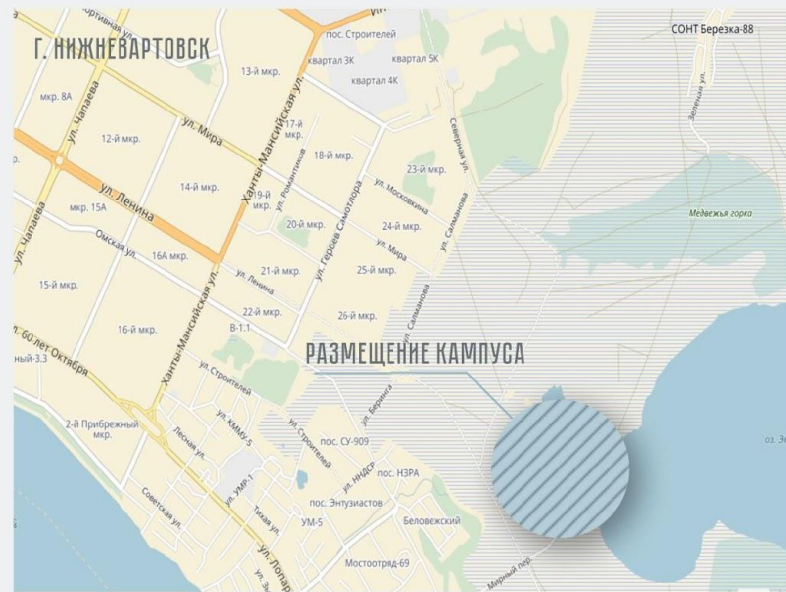 Г. НИЖНЕВАРТОВСК
пос. Строителей
СОНТ Березка-88
квартал 3К
квартал 5К
13-й мкр.
квартал 4К
мкр. 8А
ул. Чапаева
ул. Мира
Ханты-Мансийская ул.
17-й
мкр.
Северная ул.
Зеленая ул.
12-й мкр.
18-й мкр.
23-й мкр.
ул. Романтиков
14-й мкр.
19-й
мкр.
ул. Московкина
ул. Ленина
мкр. 15А
20-й мкр.
ул. Героев Самотлора
24-й мкр.
ул. Салманова
Медвежья горка
ул. Чапаева
Омская ул.
16А мкр.
ул. Мира
21-й мкр.
25-й мкр.
15-й мкр.
ул. Ленина
Ханты-Мансийская ул.
22-й мкр.
26-й мкр.
ул. Салманова
16-й мкр.
В-1.1
РАЗМЕЩЕНИЕ КАМПУСА
60 лет Октября
ул. Строителей
2-й Прибрежный
мкр.
ул. КММУ-5
ул. Беринга
Лесная ул.
ул. Строителей
пос. СУ-909
ул. УМР-1
ул. ННДСР
пос. НЗРА
Советская ул.
Тихая ул.
пос. Энтузиастов
УМ-5
Беловежский
Мостоотряд-69
Мирный пер.